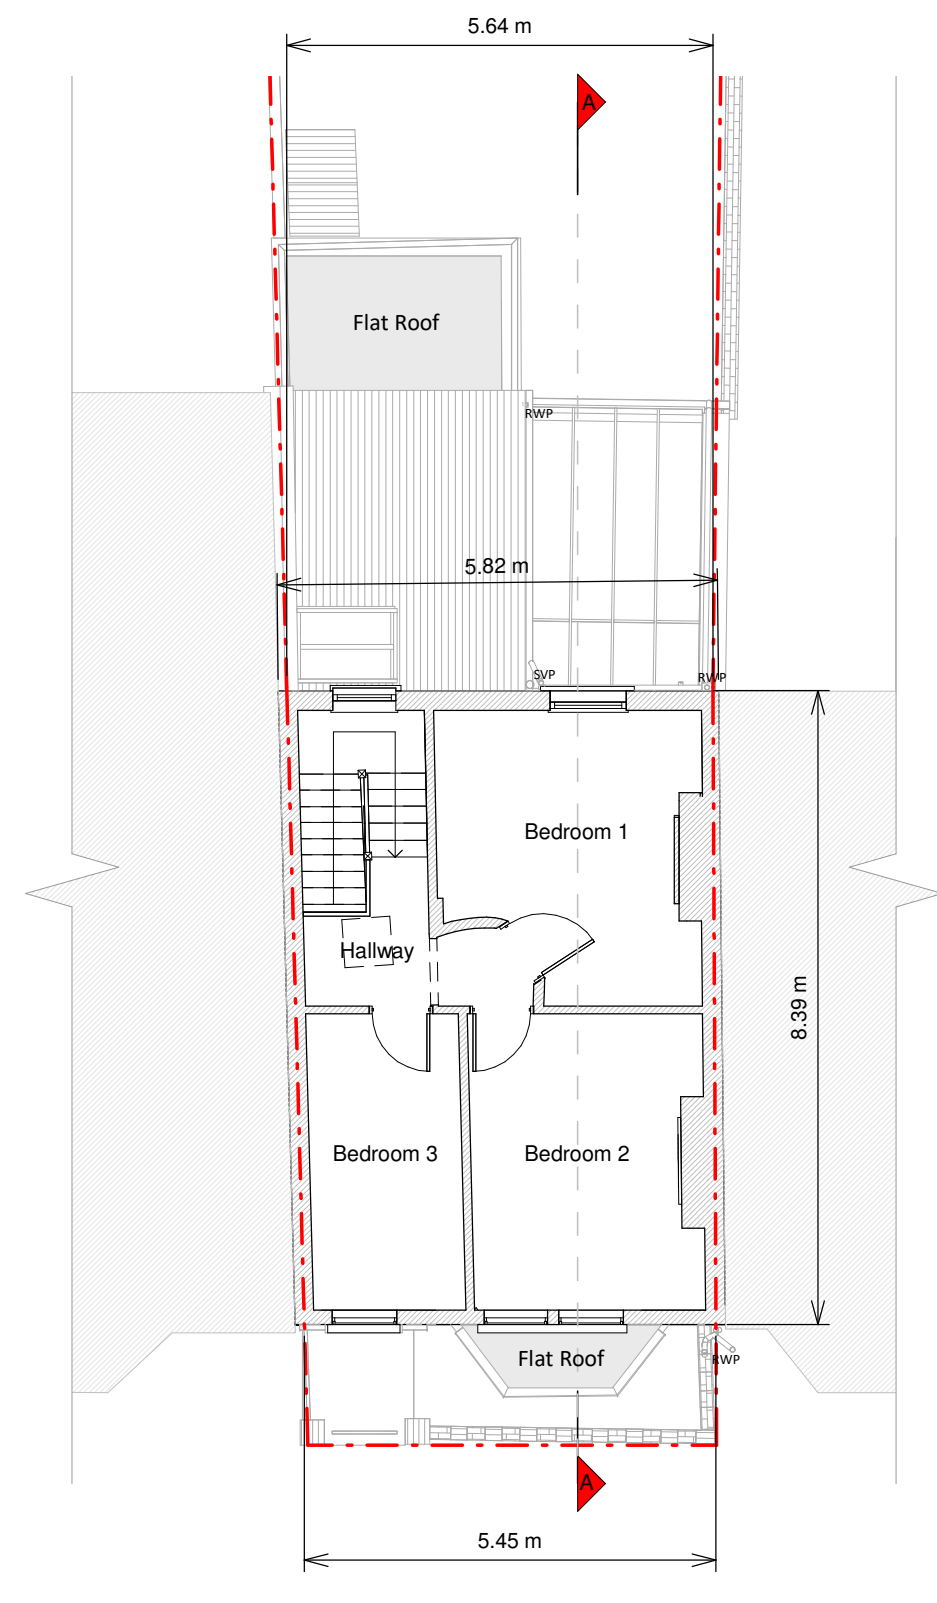 5.64 m
A
Flat Roof
RWP
5.82 m
SVP
RWP
Bedroom 1
Hallway
8.39 m
Bedroom 3
Bedroom 2
Flat Roof
RWP
A
5.45 m